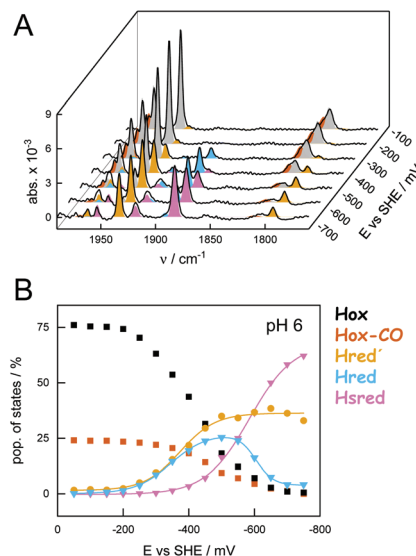 A
abs. x 10⁻³
9
6
3
0
1950
1900
1850
1800
ν / cm⁻¹
-100
-200
-300
-400
-500
-600
-700
E vs SHE / mV
B
pH 6
pop. of states / %
75
50
25
0
0
-200
-400
-600
-800
E vs SHE / mV
Hox
Hox-CO
Hred´
Hred
Hsred